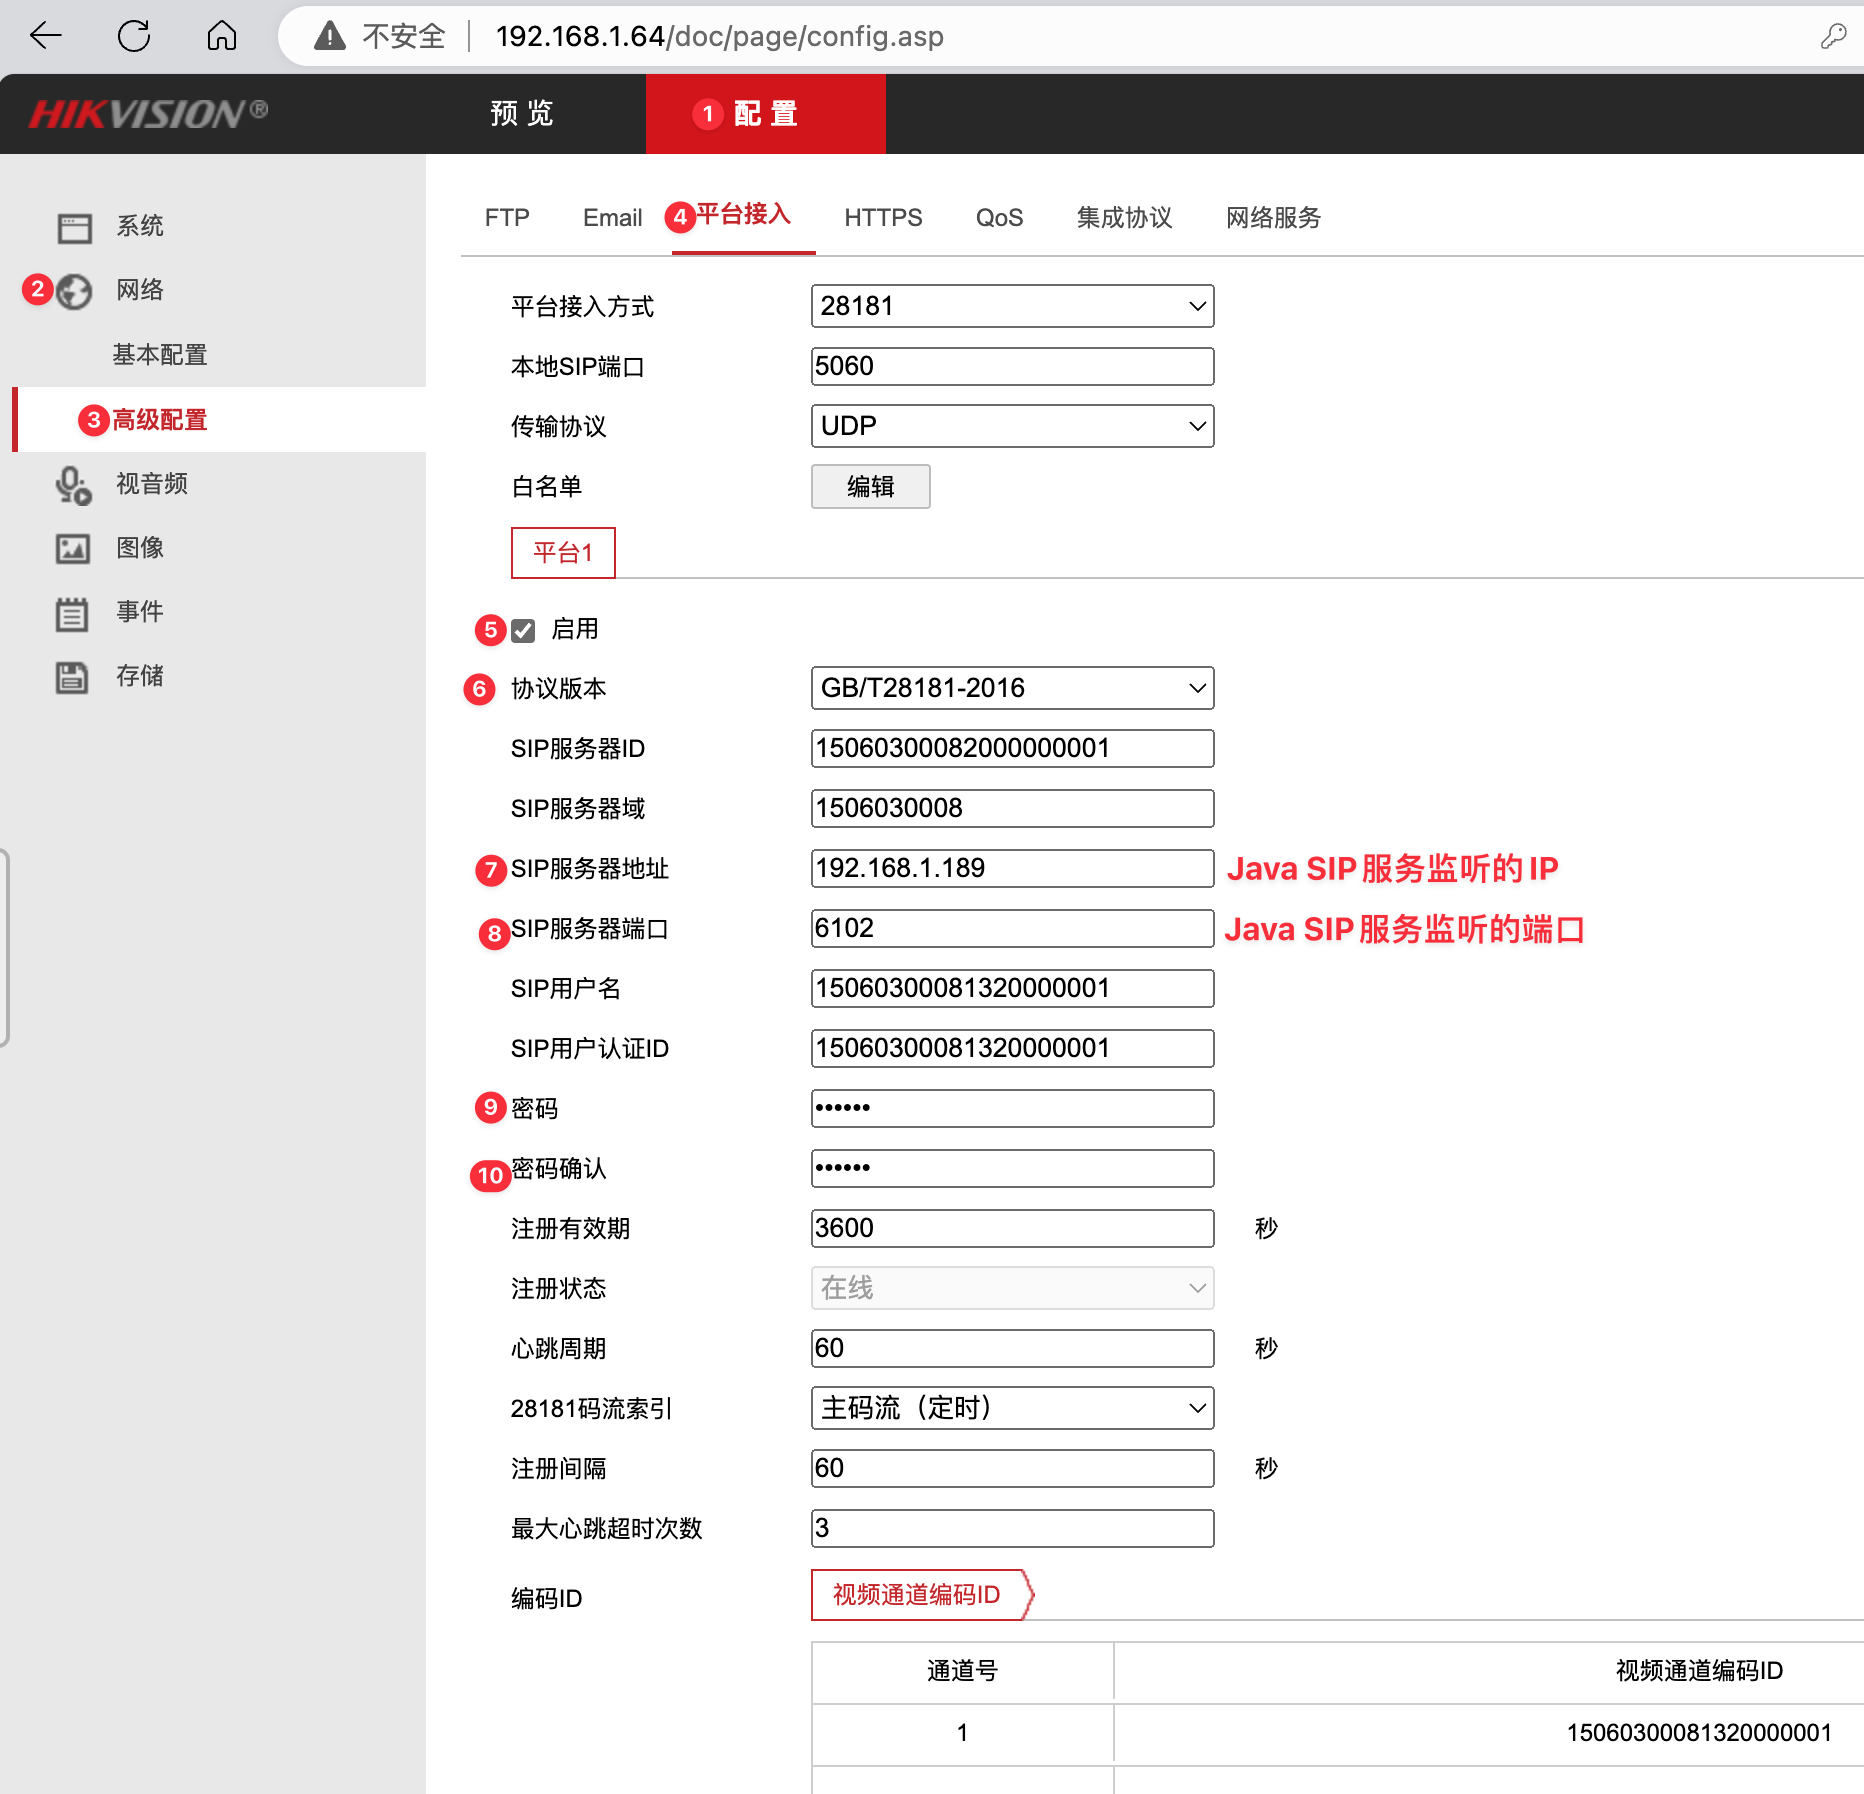 不安全 192.168.1.64/doc/page/config.asp
HIKVISION®
预 览
1 配 置
系统
2 网络
基本配置
3 高级配置
视音频
图像
事件
存储
FTP Email 4 平台接入 HTTPS QoS 集成协议 网络服务
平台接入方式 28181
本地SIP端口 5060
传输协议 UDP
白名单 编辑
平台1
5 启用
6 协议版本 GB/T28181-2016
SIP服务器ID 15060300082000000001
SIP服务器域 1506030008
7 SIP服务器地址 192.168.1.189 Java SIP服务监听的IP
8 SIP服务器端口 6102 Java SIP服务监听的端口
SIP用户名 15060300081320000001
SIP用户认证ID 15060300081320000001
9 密码 ••••••
10 密码确认 ••••••
注册有效期 3600 秒
注册状态 在线
心跳周期 60 秒
28181码流索引 主码流（定时）
注册间隔 60 秒
最大心跳超时次数 3
编码ID 视频通道编码ID
通道号 视频通道编码ID
1 15060300081320000001